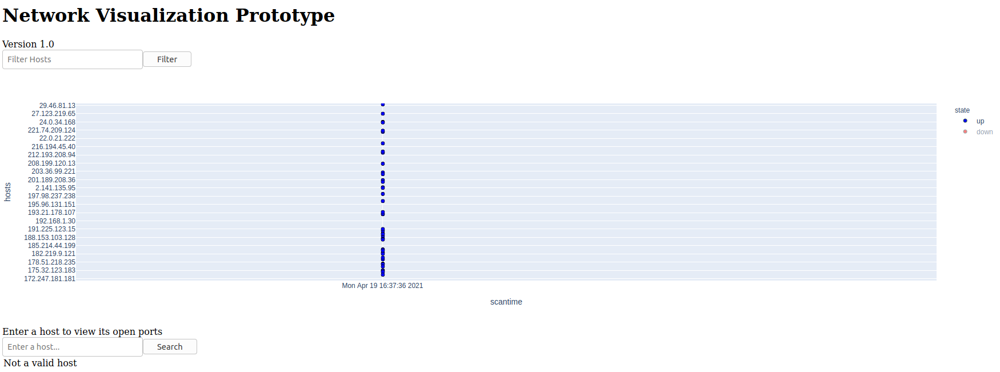 Network Visualization Prototype
Version 1.0
Filter Hosts
Filter
29.46.81.13
27.123.219.65
24.0.34.168
221.74.209.124
22.0.21.222
216.194.45.40
212.193.208.94
208.199.120.13
203.36.99.221
201.189.208.36
2.141.135.95
197.98.237.238
195.96.131.151
193.21.178.107
192.168.1.30
191.225.123.15
188.153.103.128
185.214.44.199
182.219.9.121
178.51.218.235
175.32.123.183
172.247.181.181
hosts
Mon Apr 19 16:37:36 2021
scantime
state
up
down
Enter a host to view its open ports
Enter a host...
Search
Not a valid host